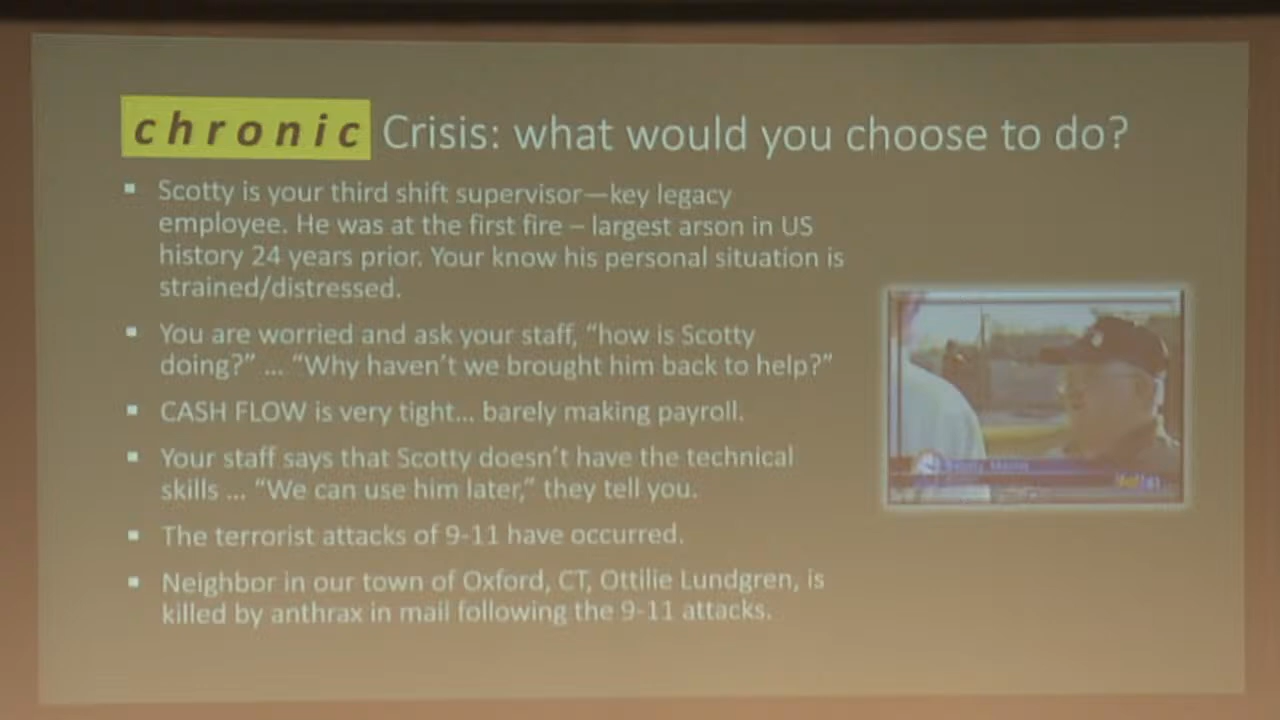 chronic Crisis: what would you choose to do?
▪ Scotty is your third shift supervisor—key legacy
employee. He was at the first fire – largest arson in US
history 24 years prior. Your know his personal situation is
strained/distressed.
▪ You are worried and ask your staff, “how is Scotty
doing?” ... “Why haven’t we brought him back to help?”
▪ CASH FLOW is very tight... barely making payroll.
▪ Your staff says that Scotty doesn’t have the technical
skills ... “We can use him later,” they tell you.
▪ The terrorist attacks of 9-11 have occurred.
▪ Neighbor in our town of Oxford, CT, Ottilie Lundgren, is
killed by anthrax in mail following the 9-11 attacks.